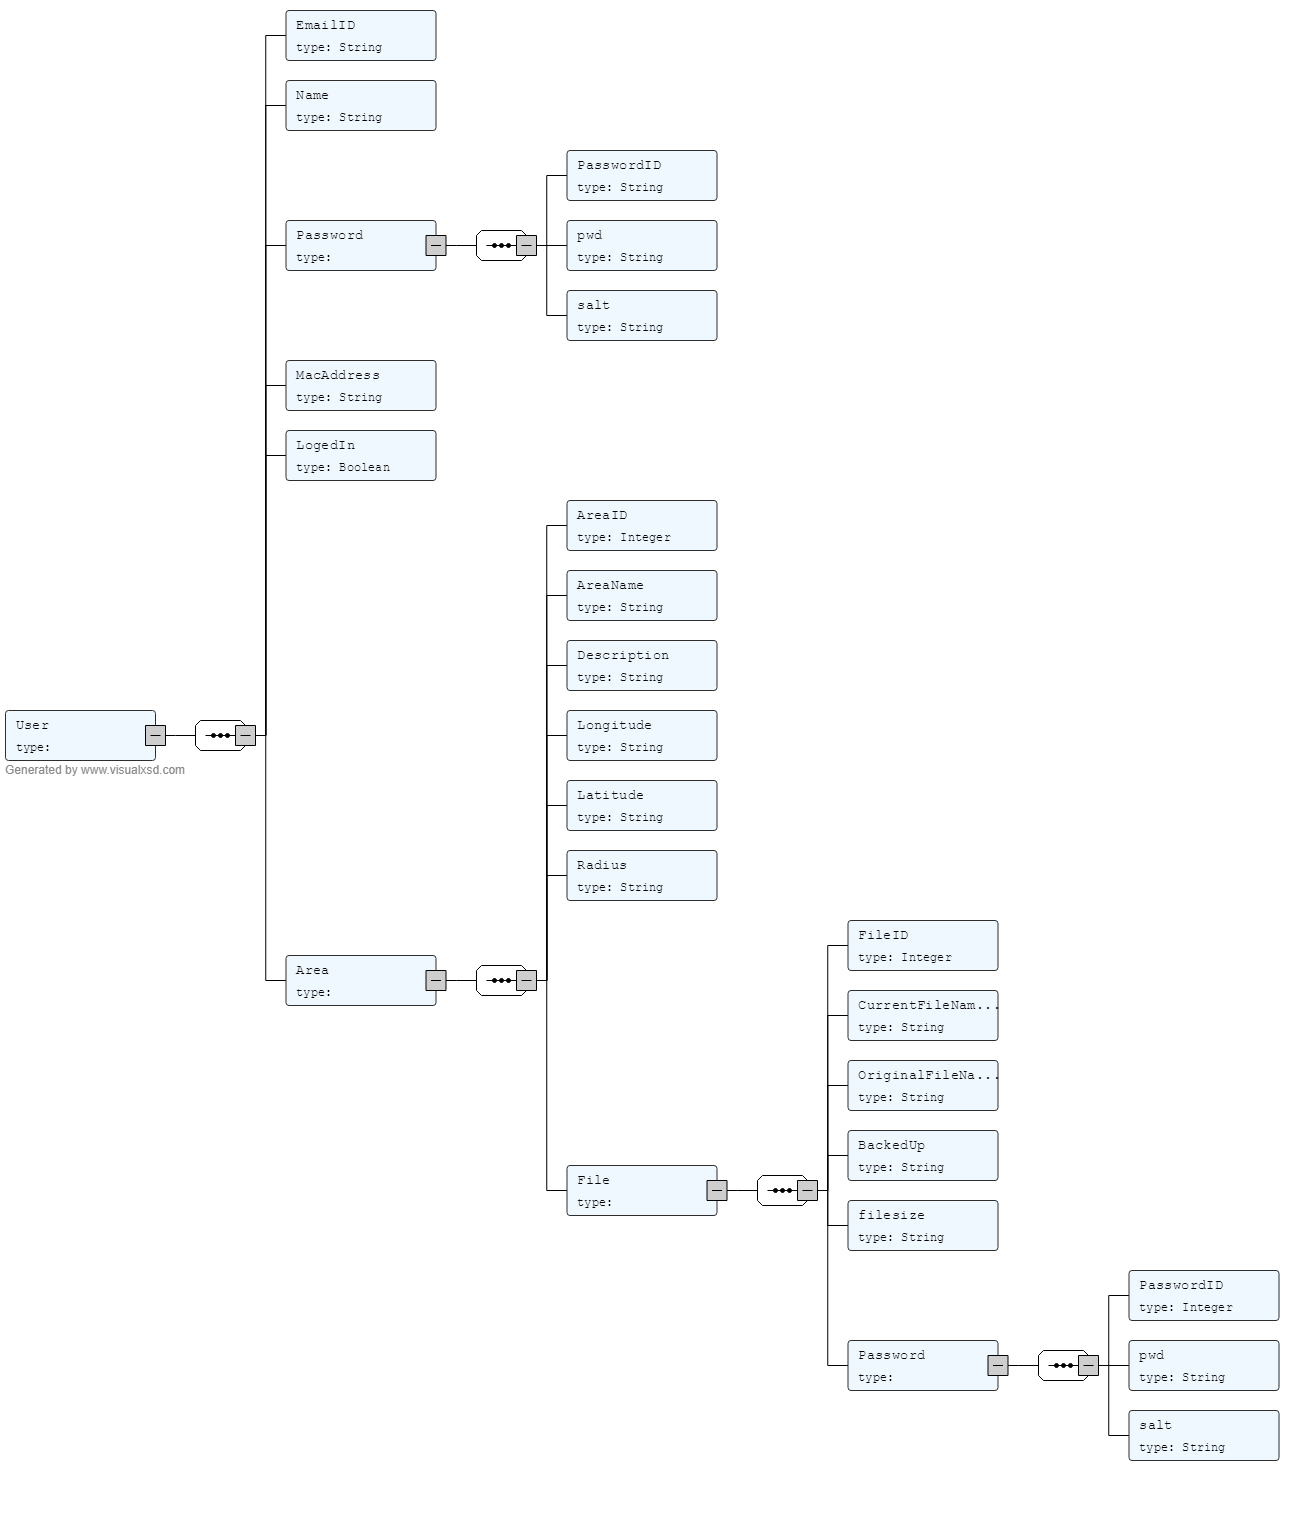 EmailID
type: String
Name
type: String
PasswordID
type: String
Password
type:
pwd
type: String
salt
type: String
MacAddress
type: String
LogedIn
type: Boolean
AreaID
type: Integer
AreaName
type: String
Description
type: String
User
type:
Generated by www.visualxsd.com
Longitude
type: String
Latitude
type: String
Radius
type: String
Area
type:
FileID
type: Integer
CurrentFileNam...
type: String
OriginalFileNa...
type: String
BackedUp
type: String
File
type:
filesize
type: String
PasswordID
type: Integer
Password
type:
pwd
type: String
salt
type: String